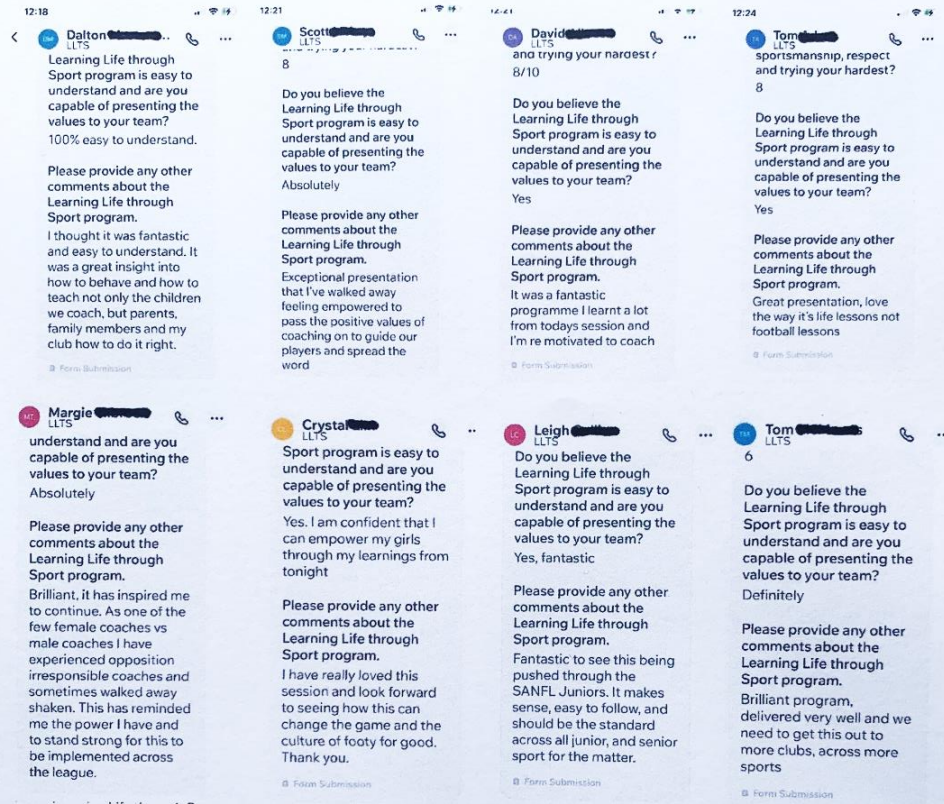 12:18
Dalton
LLTS
Learning Life through
Sport program is easy to
understand and are you
capable of presenting the
values to your team?
100% easy to understand.
Please provide any other
comments about the
Learning Life through
Sport program.
I thought it was fantastic
and easy to understand. It
was a great insight into
how to behave and how to
teach not only the children
we coach, but parents,
family members and my
club how to do it right.
Form Submission
12:21
Scott
LLTS
8
Do you believe the
Learning Life through
Sport program is easy to
understand and are you
capable of presenting the
values to your team?
Absolutely
Please provide any other
comments about the
Learning Life through
Sport program.
Exceptional presentation
that I've walked away
feeling empowered to
pass the positive values of
coaching on to guide our
players and spread the
word
David
LLTS
and trying your hardest?
8/10
Do you believe the
Learning Life through
Sport program is easy to
understand and are you
capable of presenting the
values to your team?
Yes
Please provide any other
comments about the
Learning Life through
Sport program.
It was a fantastic
programme I learnt a lot
from todays session and
I'm re motivated to coach
Form Submission
12:24
Tom
LLTS
sportsmanship, respect
and trying your hardest?
8
Do you believe the
Learning Life through
Sport program is easy to
understand and are you
capable of presenting the
values to your team?
Yes
Please provide any other
comments about the
Learning Life through
Sport program.
Great presentation, love
the way it's life lessons not
football lessons
Form Submission
MT
Margie
LLTS
understand and are you
capable of presenting the
values to your team?
Absolutely
Please provide any other
comments about the
Learning Life through
Sport program.
Brilliant, it has inspired me
to continue. As one of the
few female coaches vs
male coaches I have
experienced opposition
irresponsible coaches and
sometimes walked away
shaken. This has reminded
me the power I have and
to stand strong for this to
be implemented across
the league.
Crystal
LLTS
Sport program is easy to
understand and are you
capable of presenting the
values to your team?
Yes. I am confident that I
can empower my girls
through my learnings from
tonight
Please provide any other
comments about the
Learning Life through
Sport program.
I have really loved this
session and look forward
to seeing how this can
change the game and the
culture of footy for good.
Thank you.
Form Submission
LC
Leigh
LLTS
Do you believe the
Learning Life through
Sport program is easy to
understand and are you
capable of presenting the
values to your team?
Yes, fantastic
Please provide any other
comments about the
Learning Life through
Sport program.
Fantastic to see this being
pushed through the
SANFL Juniors. It makes
sense, easy to follow, and
should be the standard
across all junior, and senior
sport for the matter.
Form Submission
TM
Tom
LLTS
6
Do you believe the
Learning Life through
Sport program is easy to
understand and are you
capable of presenting the
values to your team?
Definitely
Please provide any other
comments about the
Learning Life through
Sport program.
Brilliant program,
delivered very well and we
need to get this out to
more clubs, across more
sports
Form Submission